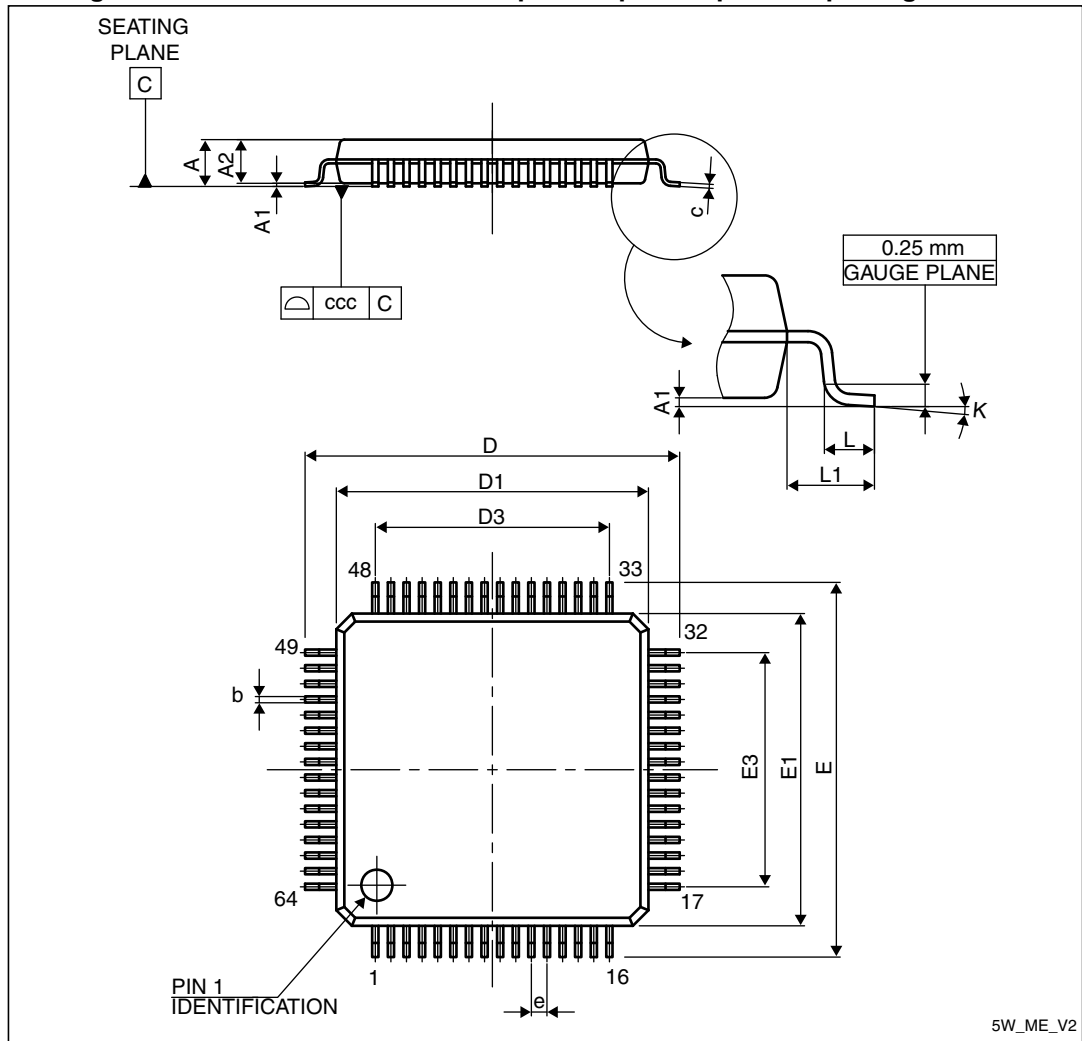 SEATING
PLANE
C
A
A2
A1
c
ccc C
0.25 mm
GAUGE PLANE
A1
K
L
L1
D
D1
D3
48
33
49
32
b
E3
E1
E
64
17
1
16
PIN 1
IDENTIFICATION
e
5W_ME_V2